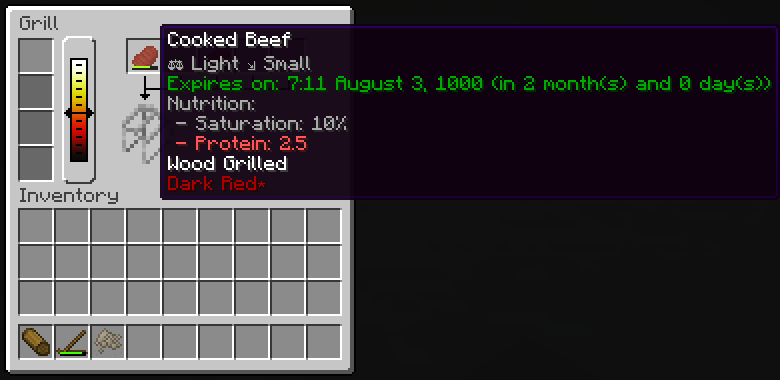 Grill
Cooked Beef
⚖ Light ⇲ Small
Expires on: 7:11 August 3, 1000 (in 2 month(s) and 0 day(s))
Nutrition:
- Saturation: 10%
- Protein: 2.5
Wood Grilled
Dark Red*
Inventory